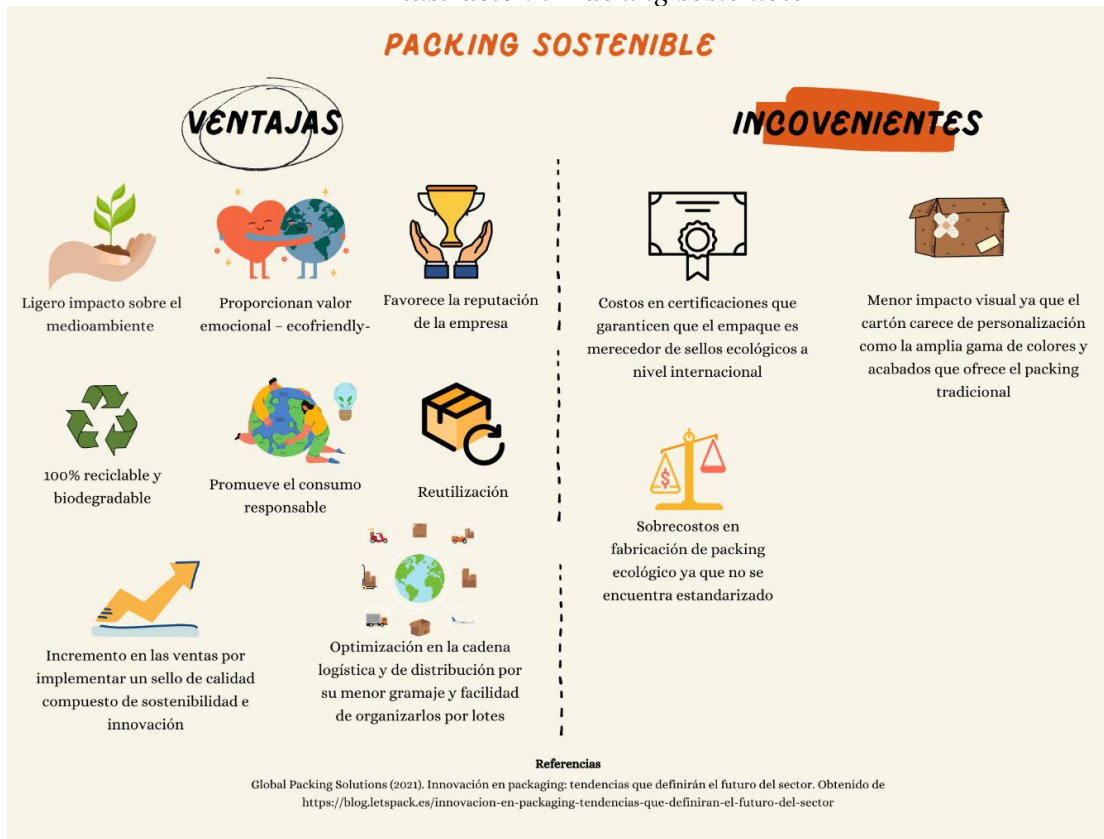 PACKING SOSTENIBLE
VENTAJAS
Ligero impacto sobre el
medioambiente
Proporcionan valor
emocional – ecofriendly-
Favorece la reputación
de la empresa
100% reciclable y
biodegradable
Promueve el consumo
responsable
Reutilización
Incremento en las ventas por
implementar un sello de calidad
compuesto de sostenibilidad e
innovación
Optimización en la cadena
logística y de distribución por
su menor gramaje y facilidad
de organizarlos por lotes
INCOVENIENTES
Costos en certificaciones que
garanticen que el empaque es
merecedor de sellos ecológicos a
nivel internacional
Menor impacto visual ya que el
cartón carece de personalización
como la amplia gama de colores y
acabados que ofrece el packing
tradicional
$
Sobrecostos en
fabricación de packing
ecológico ya que no se
encuentra estandarizado
Referencias
Global Packing Solutions (2021). Innovación en packaging: tendencias que definirán el futuro del sector. Obtenido de
https://blog.letspack.es/innovacion-en-packaging-tendencias-que-definiran-el-futuro-del-sector